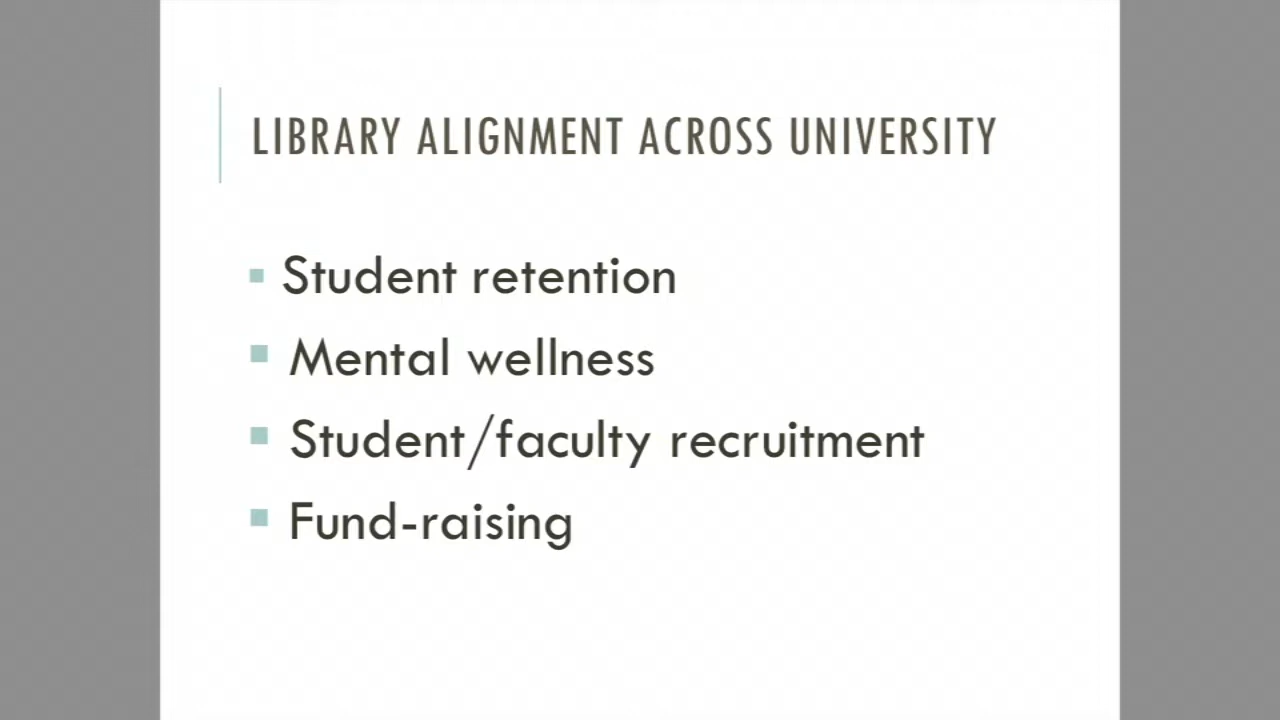 LIBRARY ALIGNMENT ACROSS UNIVERSITY
Student retention
Mental wellness
Student/faculty recruitment
Fund-raising